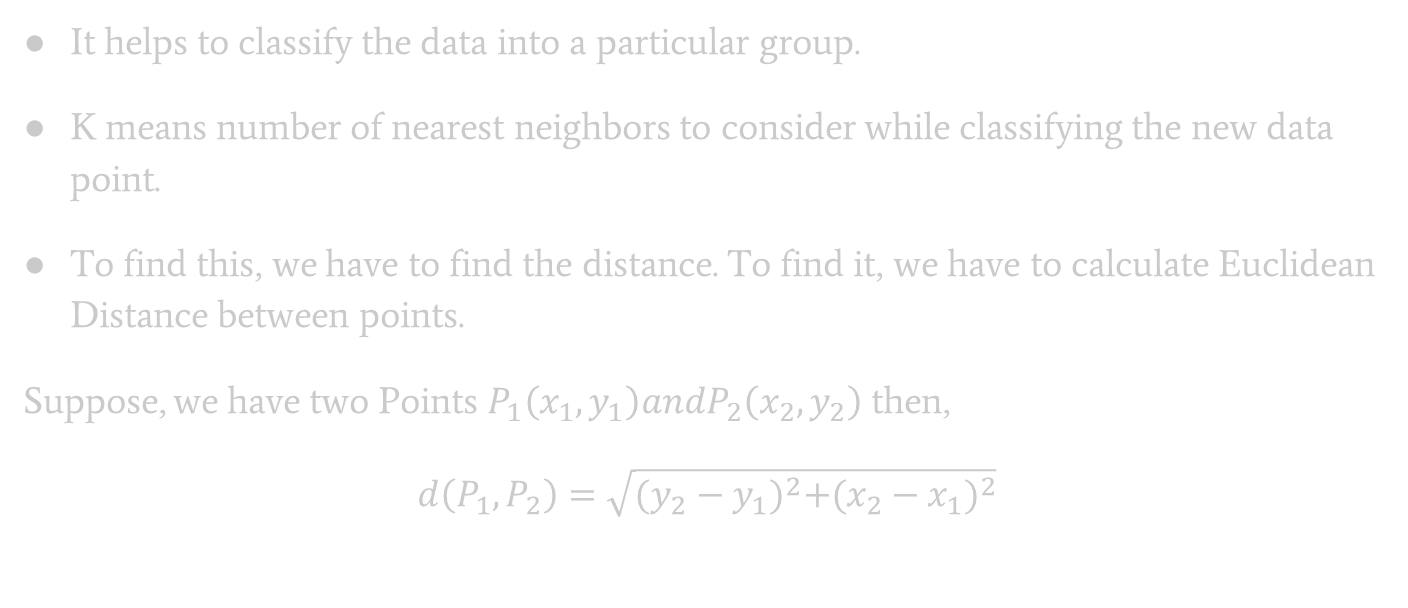 ● It helps to classify the data into a particular group.
● K means number of nearest neighbors to consider while classifying the new data
point.
● To find this, we have to find the distance. To find it, we have to calculate Euclidean
Distance between points.
Suppose, we have two Points P₁(x₁, y₁)andP₂(x₂, y₂) then,
d(P₁, P₂) = √(y₂ − y₁)²+(x₂ − x₁)²